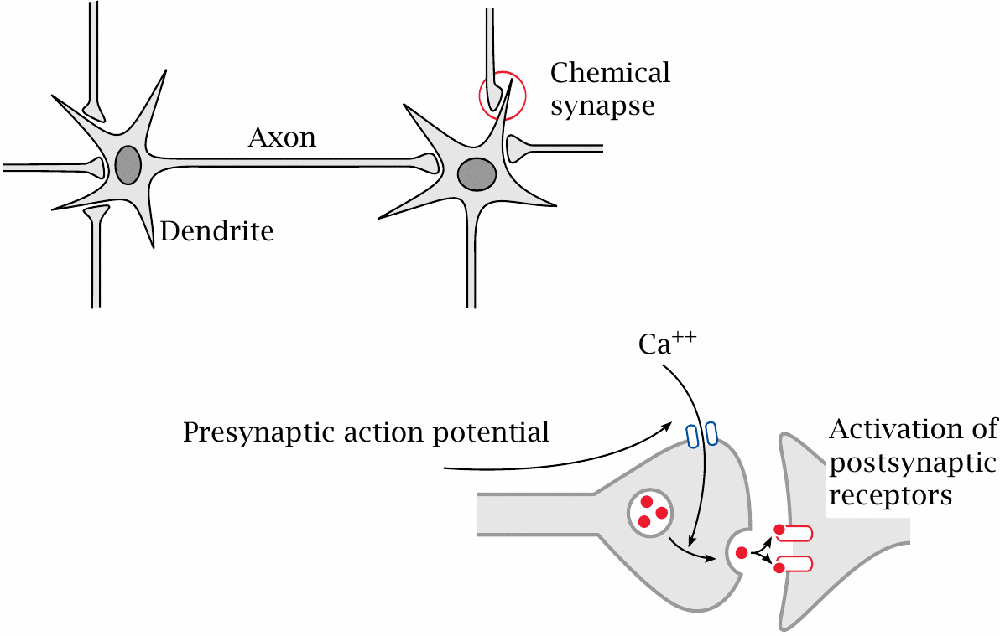 Chemical
synapse
Axon
Dendrite
Ca++
Presynaptic action potential
Activation of
postsynaptic
receptors